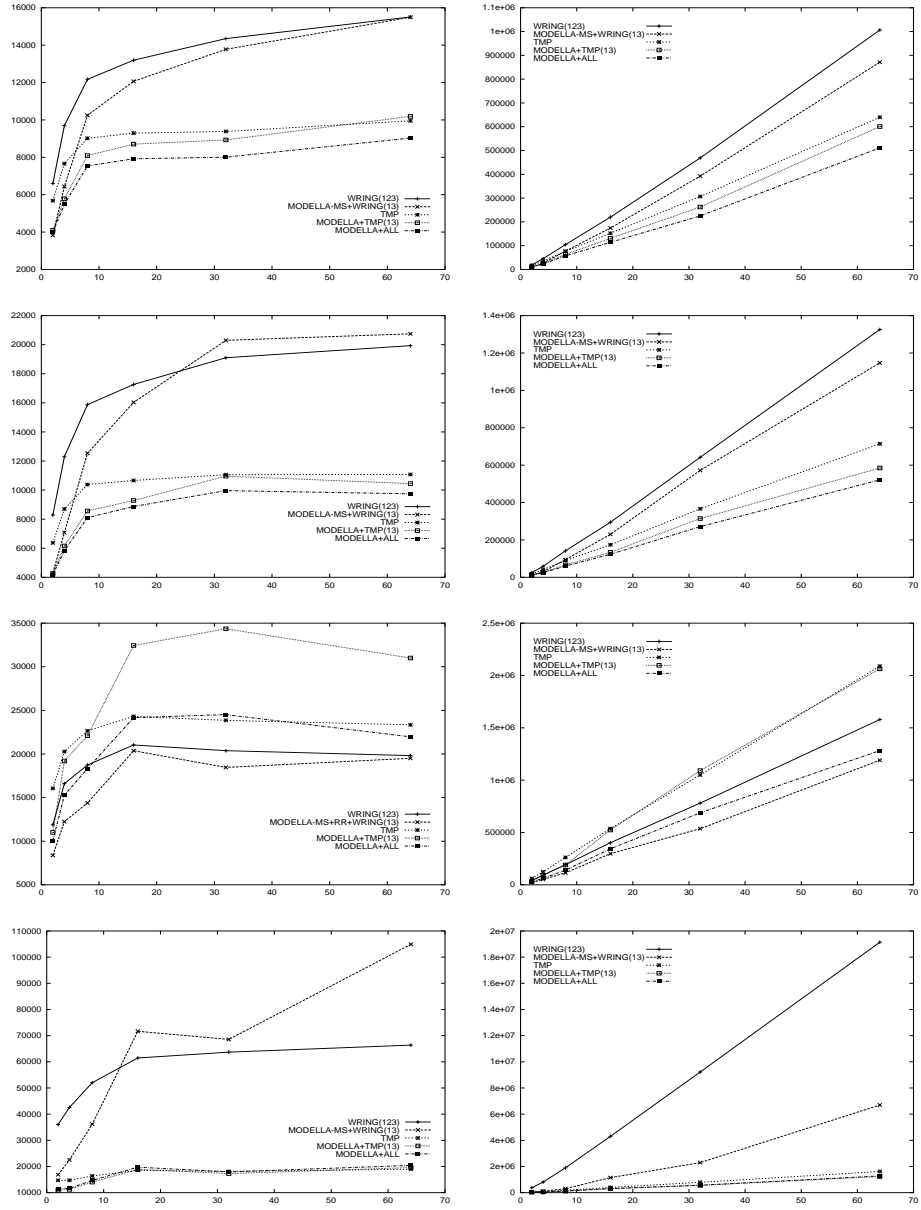 16000
14000
12000
10000
8000
6000
4000
2000
WRING(123)
MODELLA-MS+WRING(13)
TMP
MODELLA+TMP(13)
MODELLA+ALL
0 10 20 30 40 50 60 70
1.1e+06
1e+06
900000
800000
700000
600000
500000
400000
300000
200000
100000
0
WRING(123)
MODELLA-MS+WRING(13)
TMP
MODELLA+TMP(13)
MODELLA+ALL
0 10 20 30 40 50 60 70
22000
20000
18000
16000
14000
12000
10000
8000
6000
4000
WRING(123)
MODELLA-MS+WRING(13)
TMP
MODELLA+TMP(13)
MODELLA+ALL
0 10 20 30 40 50 60 70
1.4e+06
1.2e+06
1e+06
800000
600000
400000
200000
0
WRING(123)
MODELLA-MS+WRING(13)
TMP
MODELLA+TMP(13)
MODELLA+ALL
0 10 20 30 40 50 60 70
35000
30000
25000
20000
15000
10000
5000
WRING(123)
MODELLA-MS+RR+WRING(13)
TMP
MODELLA+TMP(13)
MODELLA+ALL
0 10 20 30 40 50 60 70
2.5e+06
2e+06
1.5e+06
1e+06
500000
0
WRING(123)
MODELLA-MS+WRING(13)
TMP
MODELLA+TMP(13)
MODELLA+ALL
0 10 20 30 40 50 60 70
110000
100000
90000
80000
70000
60000
50000
40000
30000
20000
10000
WRING(123)
MODELLA-MS+WRING(13)
TMP
MODELLA+TMP(13)
MODELLA+ALL
0 10 20 30 40 50 60 70
2e+07
1.8e+07
1.6e+07
1.4e+07
1.2e+07
1e+07
8e+06
6e+06
4e+06
2e+06
0
WRING(123)
MODELLA-MS+WRING(13)
TMP
MODELLA+TMP(13)
MODELLA+ALL
0 10 20 30 40 50 60 70